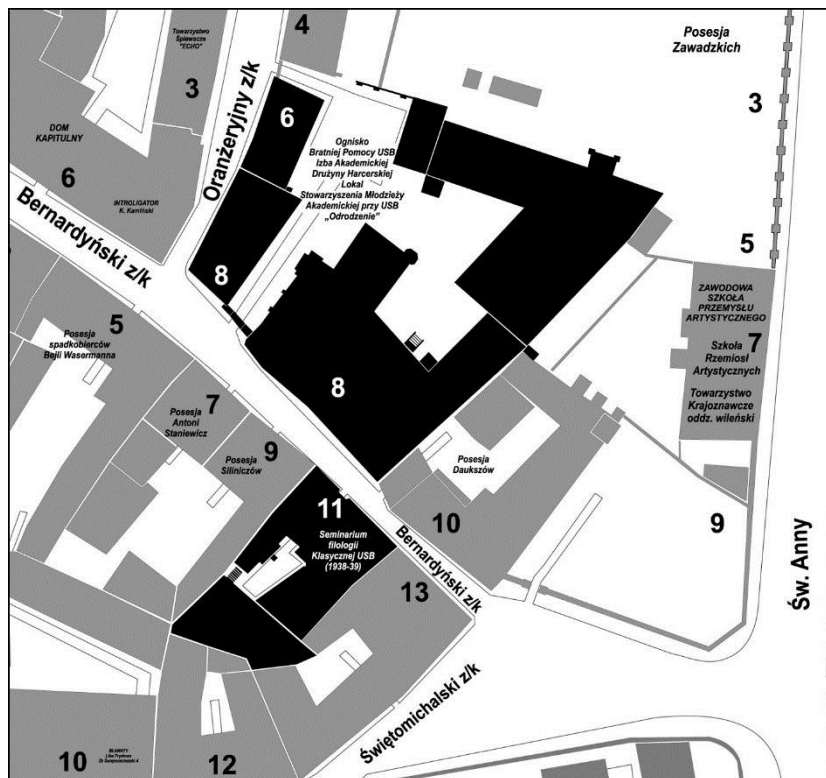 Towarzystwo
Śpiewacze
"ECHO"
3
4
Posesja
Zawadzkich
3
DOM
KAPITULNY
6
INTROLIGATOR
K. Kamiński
Oranżeryjny z/k
6
Ognisko
Bratniej Pomocy USB
Izba Akademickiej
Drużyny Harcerskiej
Lokal
Stowarzyszenia Młodzieży
Akademickiej przy USB
„Odrodzenie”
Bernardyński z/k
8
5
ZAWODOWA
SZKOŁA
PRZEMYSŁU
ARTYSTYCZNEGO
7
Szkoła
Rzemiosł
Artystycznych
Towarzystwo
Krajoznawcze
oddz. wileński
5
Posesja
spadkobierców
Bejli Wasermanna
8
7
Posesja
Antoni
Staniewicz
9
Posesja
Siliniczów
Posesja
Daukszów
10
11
Seminarium
filologii
Klasycznej USB
(1938-39)
9
Bernardyński z/k
13
Św. Anny
Świętomichalski z/k
10
12